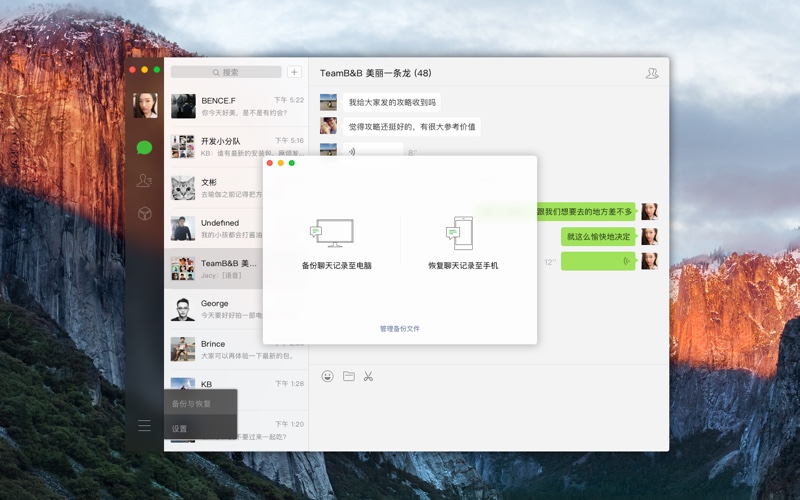 搜索
+
BENCE.F 下午 5:22
你今天好美，是不是有约会?
开发小分队 下午 5:16
KB：谁有最新的安装包，麻烦发...
文彬
去瑜伽之前记得把方
Undefined
我的小孩都会打酱油
TeamB&B 美...
Jacy：[语音]
George
今天要好好拍一部电
Brince
大家可以再体验一下最新的包。
KB 下午 1:28
下午 1:20
不要过来一起吃?
备份与恢复
设置
TeamB&B 美丽一条龙 (48)
我给大家发的攻略收到吗
觉得攻略还挺好的，有很大参考价值
8"
跟我们想要去的地方差不多
就这么愉快地决定
12"
备份聊天记录至电脑
恢复聊天记录至手机
管理备份文件